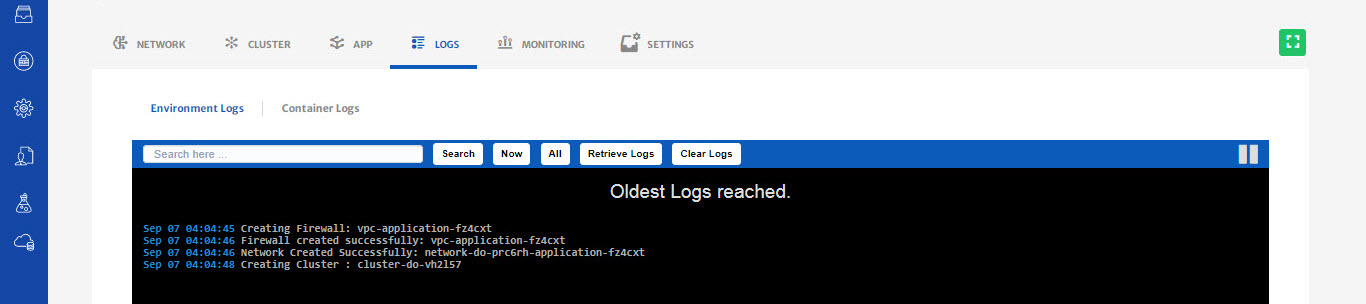 NETWORK CLUSTER APP LOGS MONITORING SETTINGS
Environment Logs Container Logs
Search here ... Search Now All Retrieve Logs Clear Logs
Oldest Logs reached.
Sep 07 04:04:45 Creating Firewall: vpc-application-fz4cxt
Sep 07 04:04:46 Firewall created successfully: vpc-application-fz4cxt
Sep 07 04:04:46 Network Created Successfully: network-do-prc6rh-application-fz4cxt
Sep 07 04:04:48 Creating Cluster : cluster-do-vh2l57